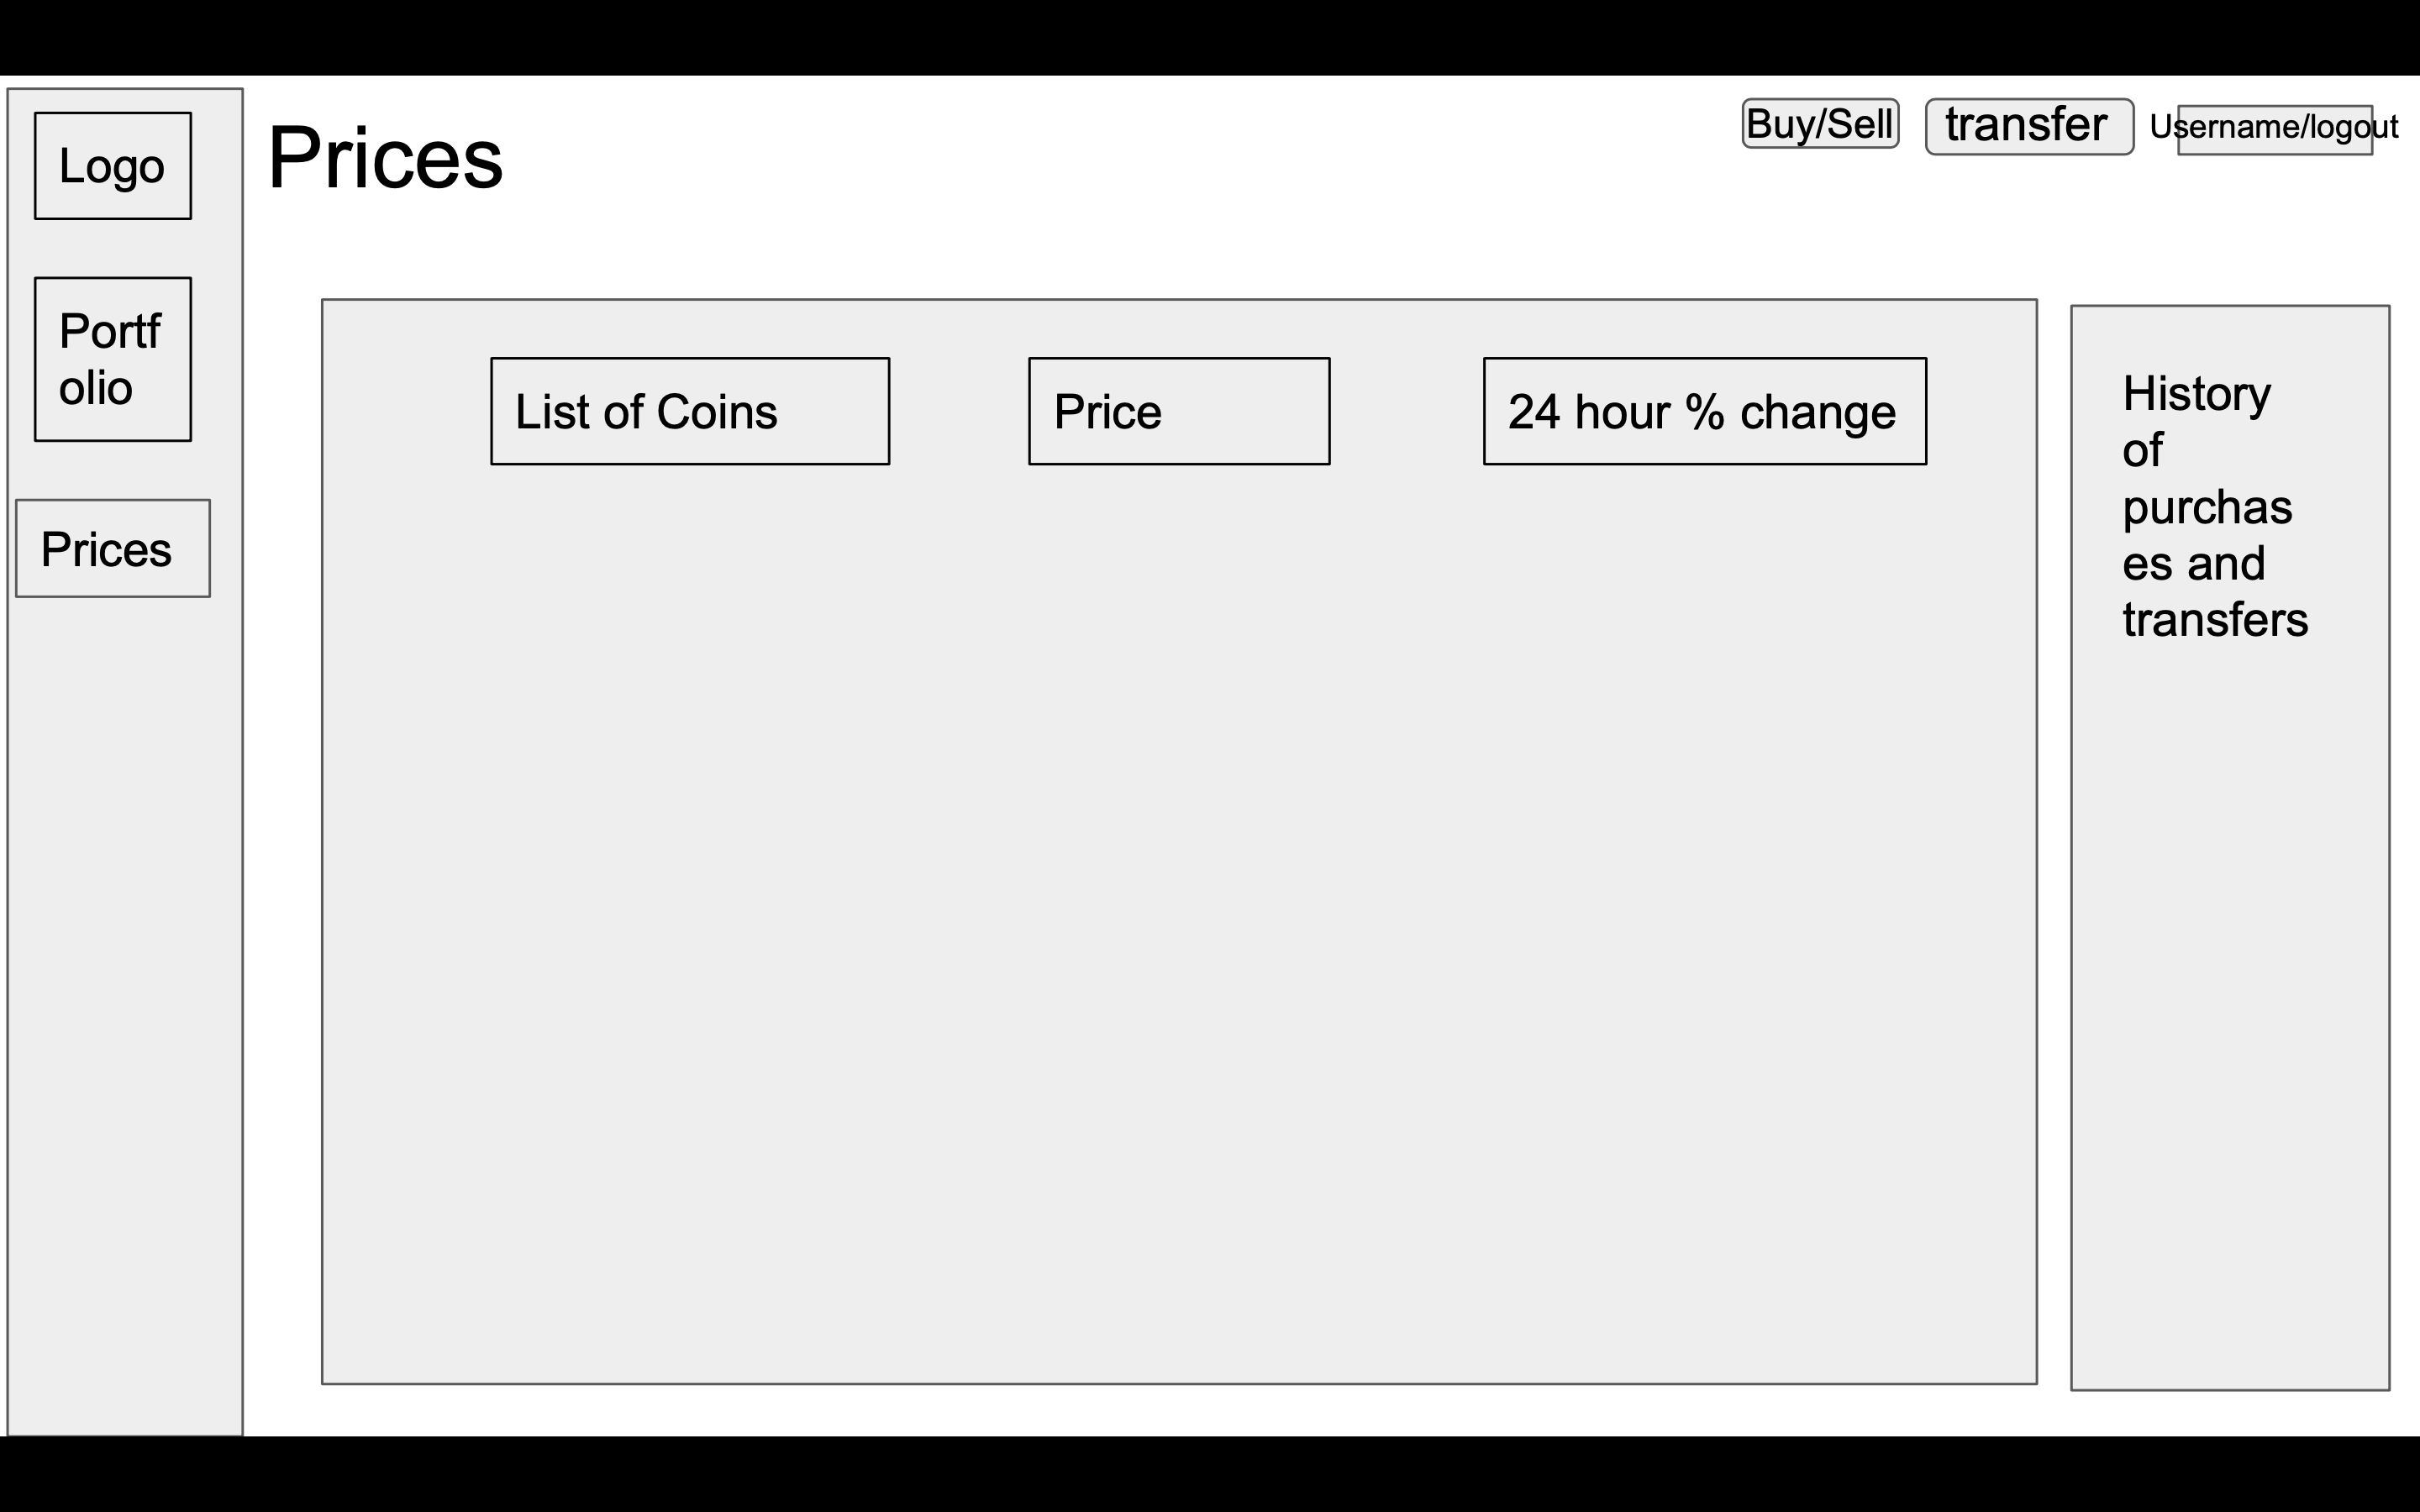 Logo
Portf
olio
Prices
Prices
Buy/Sell
transfer
Username/logout
List of Coins
Price
24 hour % change
History
of
purchas
es and
transfers